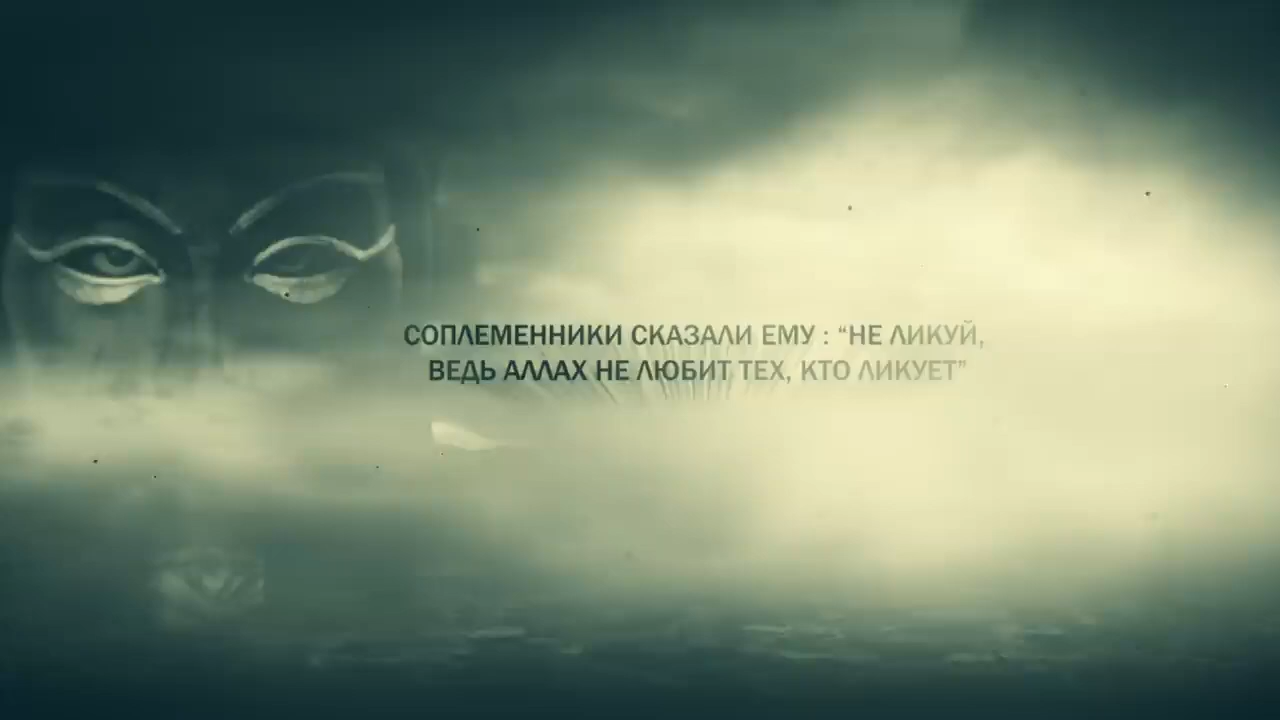 СОПЛЕМЕННИКИ СКАЗАЛИ ЕМУ : “НЕ ЛИКУЙ,
ВЕДЬ АЛЛАХ НЕ ЛЮБИТ ТЕХ, КТО ЛИКУЕТ”